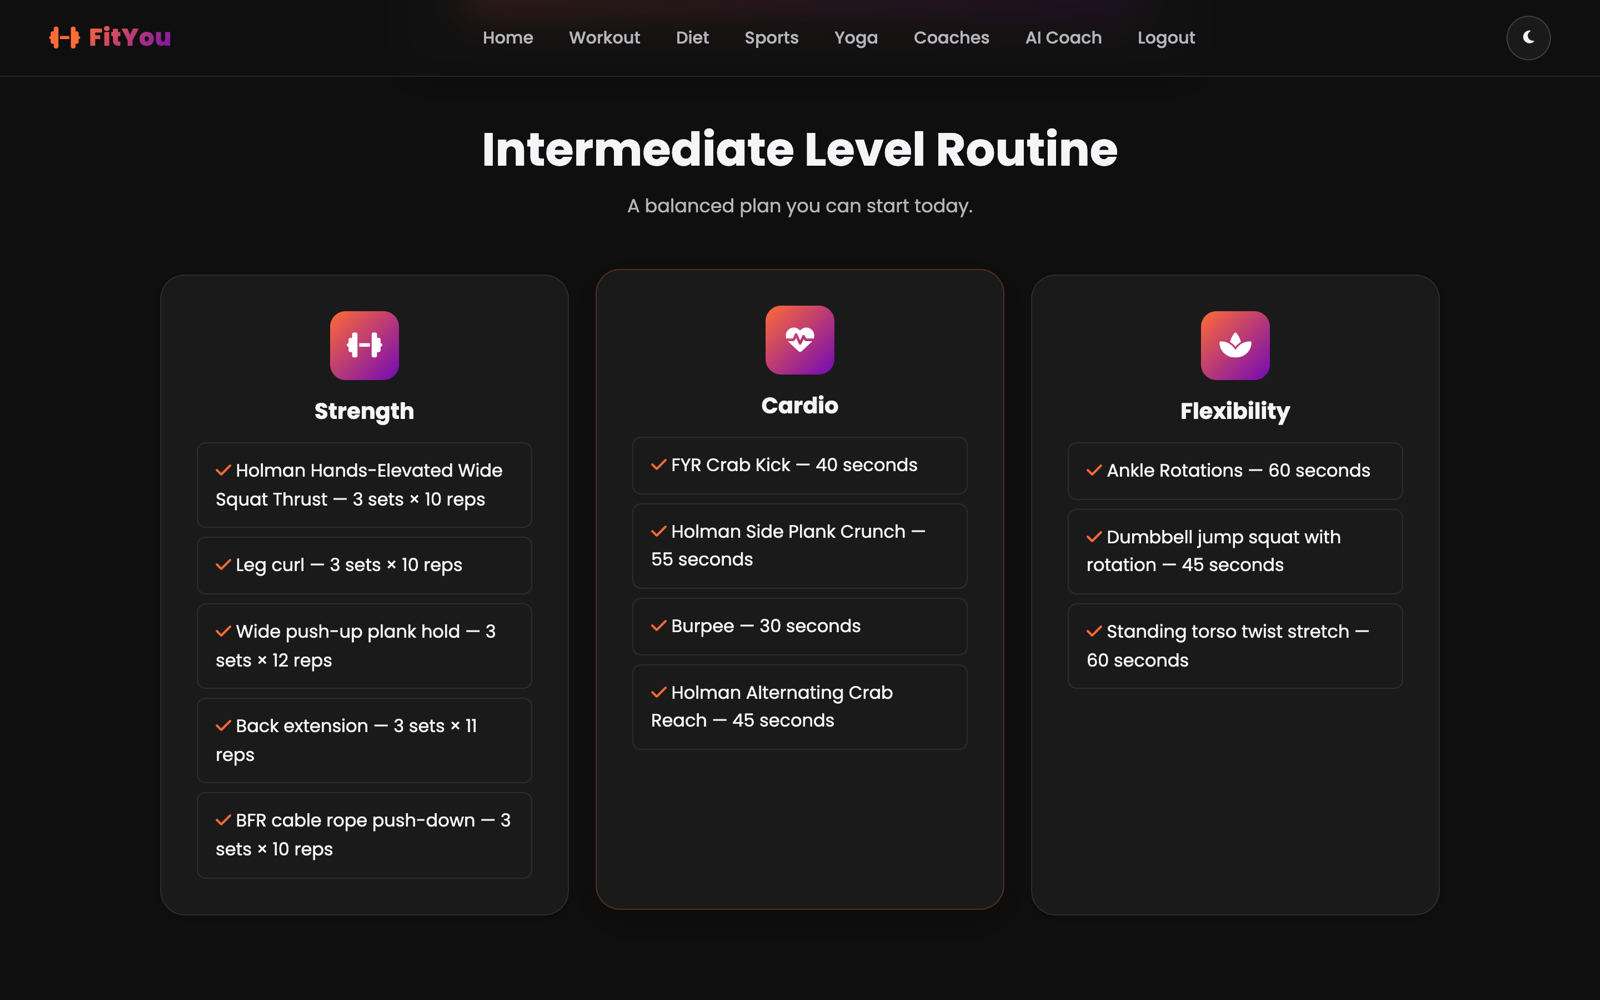 FitYou
Home Workout Diet Sports Yoga Coaches AI Coach Logout
Intermediate Level Routine
A balanced plan you can start today.
Strength
Holman Hands-Elevated Wide
Squat Thrust — 3 sets × 10 reps
Leg curl — 3 sets × 10 reps
Wide push-up plank hold — 3
sets × 12 reps
Back extension — 3 sets × 11
reps
BFR cable rope push-down — 3
sets × 10 reps
Cardio
FYR Crab Kick — 40 seconds
Holman Side Plank Crunch —
55 seconds
Burpee — 30 seconds
Holman Alternating Crab
Reach — 45 seconds
Flexibility
Ankle Rotations — 60 seconds
Dumbbell jump squat with
rotation — 45 seconds
Standing torso twist stretch —
60 seconds